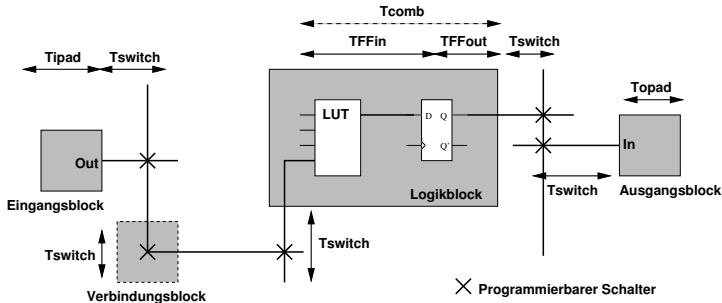 Tcomb
TFFin
TFFout
Tswitch
Tipad
Tswitch
Topad
LUT
D
Q
Q'
Out
In
Eingangsblock
Logikblock
Tswitch
Ausgangsblock
Tswitch
Tswitch
Verbindungsblock
Programmierbarer Schalter